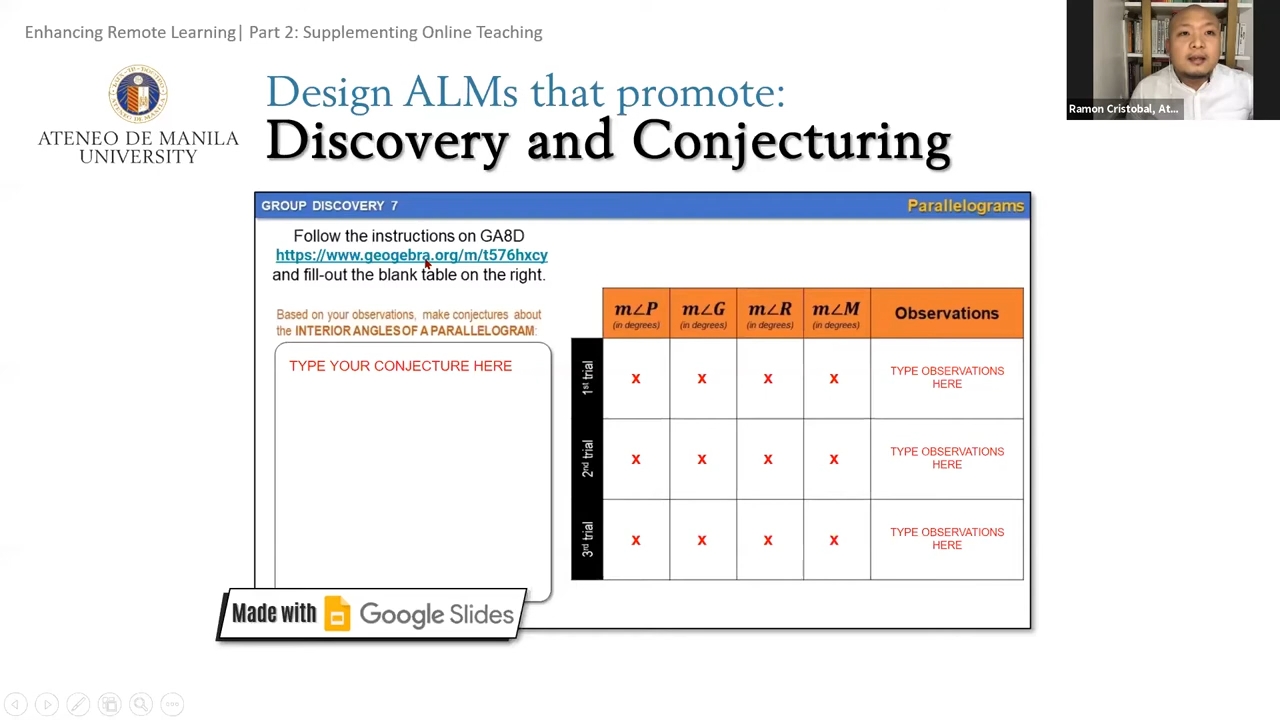 Enhancing Remote Learning| Part 2: Supplementing Online Teaching
Ramon Cristobal, At...
ATENEO DE MANILA
UNIVERSITY
Design ALMs that promote:
Discovery and Conjecturing
GROUP DISCOVERY 7
Parallelograms
Follow the instructions on GA8D
https://www.geogebra.org/m/t576hxcy
and fill-out the blank table on the right.
Based on your observations, make conjectures about
the INTERIOR ANGLES OF A PARALLELOGRAM:
TYPE YOUR CONJECTURE HERE
m∠P m∠G m∠R m∠M Observations
(in degrees) (in degrees) (in degrees) (in degrees)
1st trial x x x x TYPE OBSERVATIONS
HERE
2nd trial x x x x TYPE OBSERVATIONS
HERE
3rd trial x x x x TYPE OBSERVATIONS
HERE
Made with Google Slides